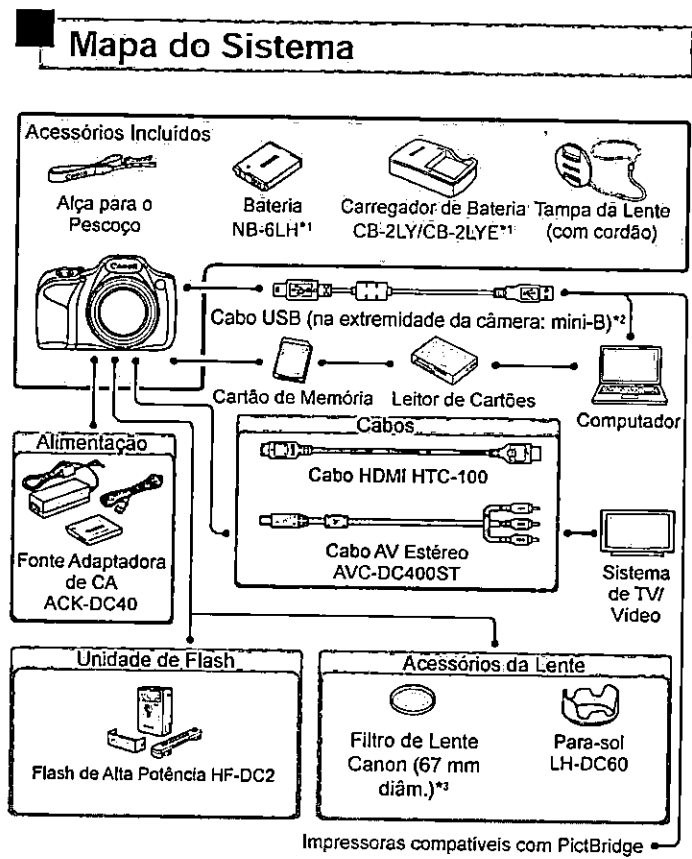 Mapa do Sistema
Acessórios Incluídos
Canon
Alça para o
Pescoço
Bateria
NB-6LH*1
Carregador de Bateria
CB-2LY/CB-2LYE*1
Tampa da Lente
(com cordão)
Canon
Cabo USB (na extremidade da câmera: mini-B)*2
Cartão de Memória
Leitor de Cartões
Computador
Alimentação
Fonte Adaptadora
de CA
ACK-DC40
Cabos
Cabo HDMI HTC-100
Cabo AV Estéreo
AVC-DC400ST
Sistema
de TV/
Vídeo
Unidade de Flash
Flash de Alta Potência HF-DC2
Acessórios da Lente
Filtro de Lente
Canon (67 mm
diâm.)*3
Para-sol
LH-DC60
Impressoras compatíveis com PictBridge